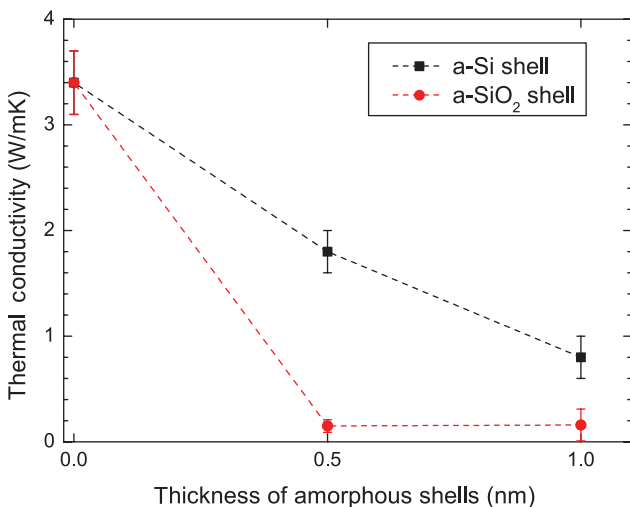 4
3
2
1
0
Thermal conductivity (W/mK)
a-Si shell
a-SiO₂ shell
0.0
0.5
1.0
Thickness of amorphous shells (nm)